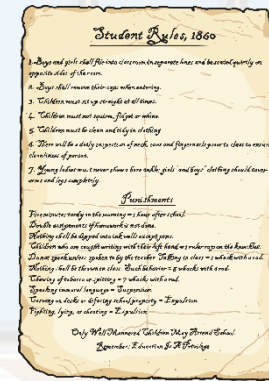 Student Rules, 1860
1. Boys and girls shall file into classroom in separate lines and be seated quietly on
opposite sides of the room.
2. Boys shall remove their caps when entering.
3. Children must sit up straight at all times.
4. Children must not squirm, fidget or whine.
5. Children must be clean and tidy in clothing
6. There will be a daily inspection of neck, ears and fingernails prior to class to ensure
cleanliness of person.
7. Young ladies must never show a bare ankle; girls' and boys' clothing should cover
arms and legs completely.
Punishments
Five minutes tardy in the morning = 1 hour after school.
Double assignments if homework is not done.
Nothing shall be dipped into ink wells except pens.
Children who are caught writing with their left hand = ruler raps on the knuckles.
Do not speak unless spoken to by the teacher. Talking in class = 1 whack with a rod.
Nothing shall be thrown in class. Such behavior = 5 whacks with a rod.
Chewing of tobacco or spitting = 7 whacks with a rod.
Speaking immoral language = Suspension
Carving on desks or defacing school property = Expulsion
Fighting, lying, or cheating = Expulsion
Only Well Mannered Children May Attend School
Remember: Education Is A Privilege